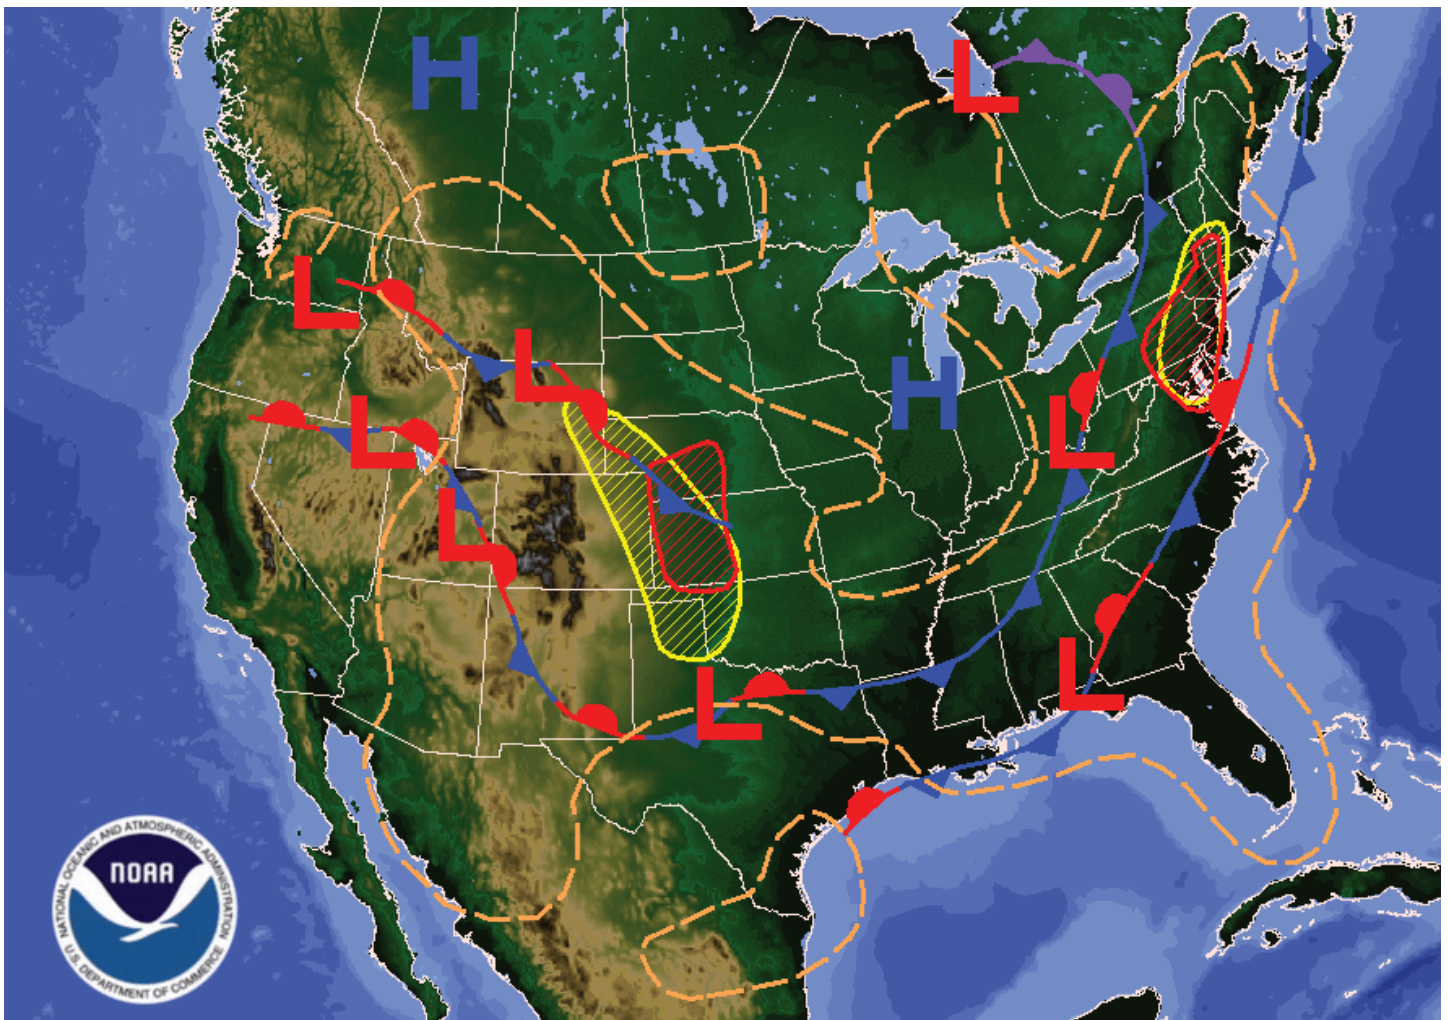 H
L
L
L
H
L
L
L
L
L
NATIONAL OCEANIC AND ATMOSPHERIC ADMINISTRATION
NOAA
U.S. DEPARTMENT OF COMMERCE